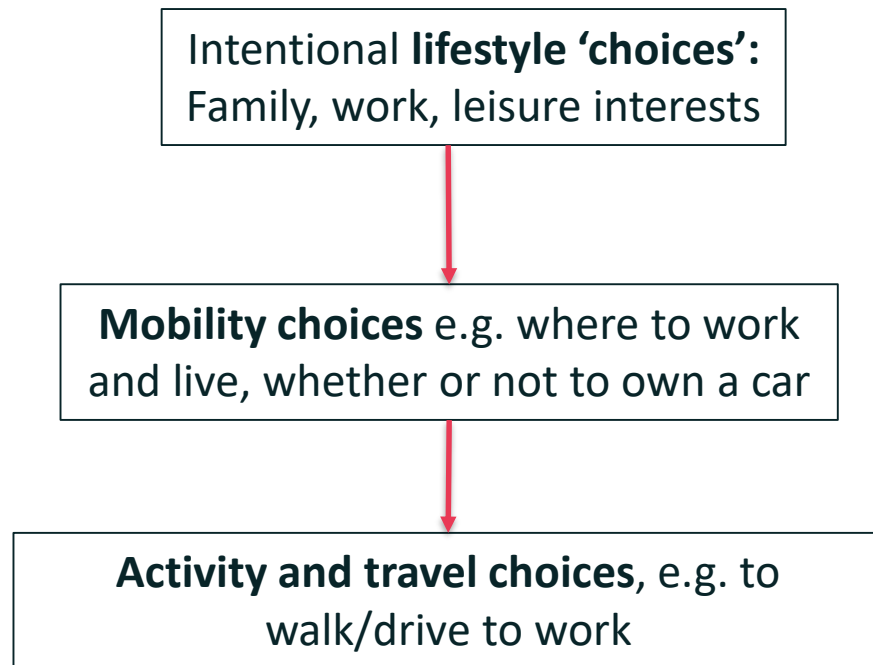 Intentional lifestyle ‘choices’:
Family, work, leisure interests
Mobility choices e.g. where to work
and live, whether or not to own a car
Activity and travel choices, e.g. to
walk/drive to work